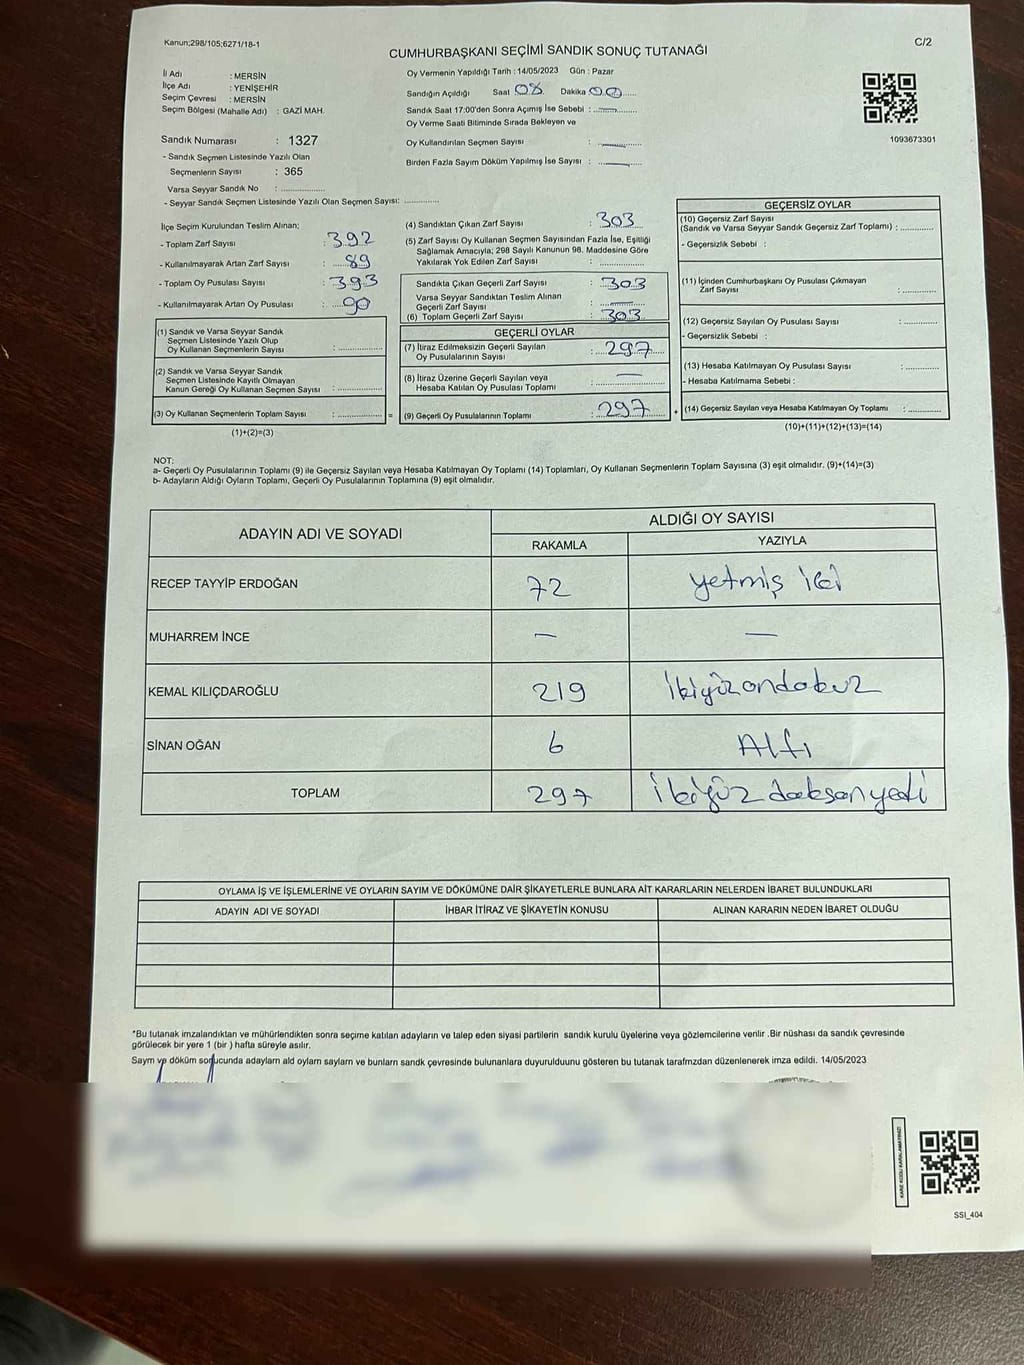 Kanun;298/105;6271/18-1
C/2
CUMHURBAŞKANI SEÇİMİ SANDIK SONUÇ TUTANAĞI
İl Adı : MERSİN
İlçe Adı : YENİŞEHİR
Seçim Çevresi : MERSİN
Seçim Bölgesi (Mahalle Adı) : GAZİ MAH.
Oy Vermenin Yapıldığı Tarih : 14/05/2023 Gün : Pazar
Sandığın Açıldığı Saat 08 Dakika 00
Sandık Saat 17:00'den Sonra Açımış İse Sebebi : —
Oy Verme Saati Bitiminde Sırada Bekleyen ve
Oy Kullandırılan Seçmen Sayısı : —
Birden Fazla Sayım Döküm Yapılmış İse Sayısı : —
1093673301
Sandık Numarası : 1327
- Sandık Seçmen Listesinde Yazılı Olan
Seçmenlerin Sayısı : 365
Varsa Seyyar Sandık No : ................
- Seyyar Sandık Seçmen Listesinde Yazılı Olan Seçmen Sayısı: .............
İlçe Seçim Kurulundan Teslim Alınan;
- Toplam Zarf Sayısı : 392
- Kullanılmayarak Artan Zarf Sayısı : 89
- Toplam Oy Pusulası Sayısı : 393
- Kullanılmayarak Artan Oy Pusulası : 90
(1) Sandık ve Varsa Seyyar Sandık
Seçmen Listesinde Yazılı Olup
Oy Kullanan Seçmenlerin Sayısı : ................
(2) Sandık ve Varsa Seyyar Sandık
Seçmen Listesinde Kayıtlı Olmayan
Kanun Gereği Oy Kullanan Seçmen Sayısı : ................
(3) Oy Kullanan Seçmenlerin Toplam Sayısı : ................ =
(1)+(2)=(3)
(4) Sandıktan Çıkan Zarf Sayısı : 303
(5) Zarf Sayısı Oy Kullanan Seçmen Sayısından Fazla İse, Eşitliği
Sağlamak Amacıyla; 298 Sayılı Kanunun 98. Maddesine Göre
Yakılarak Yok Edilen Zarf Sayısı : ................
Sandıkta Çıkan Geçerli Zarf Sayısı : 303
Varsa Seyyar Sandıktan Teslim Alınan
Geçerli Zarf Sayısı : —
(6) Toplam Geçerli Zarf Sayısı : 303
GEÇERLİ OYLAR
(7) İtiraz Edilmeksizin Geçerli Sayılan
Oy Pusulalarının Sayısı : 297
(8) İtiraz Üzerine Geçerli Sayılan veya
Hesaba Katılan Oy Pusulası Toplamı : —
(9) Geçerli Oy Pusulalarının Toplamı : 297 +
GEÇERSİZ OYLAR
(10) Geçersiz Zarf Sayısı
(Sandık ve Varsa Seyyar Sandık Geçersiz Zarf Toplamı) : .............
- Geçersizlik Sebebi :
(11) İçinden Cumhurbaşkanı Oy Pusulası Çıkmayan
Zarf Sayısı : .............
(12) Geçersiz Sayılan Oy Pusulası Sayısı : .............
- Geçersizlik Sebebi :
(13) Hesaba Katılmayan Oy Pusulası Sayısı : .............
- Hesaba Katılmama Sebebi :
(14) Geçersiz Sayılan veya Hesaba Katılmayan Oy Toplamı : .............
(10)+(11)+(12)+(13)=(14)
NOT:
a- Geçerli Oy Pusulalarının Toplamı (9) ile Geçersiz Sayılan veya Hesaba Katılmayan Oy Toplamı (14) Toplamları, Oy Kullanan Seçmenlerin Toplam Sayısına (3) eşit olmalıdır. (9)+(14)=(3)
b- Adayların Aldığı Oyların Toplamı, Geçerli Oy Pusulalarının Toplamına (9) eşit olmalıdır.
ADAYIN ADI VE SOYADI
ALDIĞI OY SAYISI
RAKAMLA YAZIYLA
RECEP TAYYİP ERDOĞAN 72 yetmiş iki
MUHARREM İNCE — —
KEMAL KILIÇDAROĞLU 219 İkiyüzondokuz
SİNAN OĞAN 6 Altı
TOPLAM 297 İkiyüz doksan yedi
OYLAMA İŞ VE İŞLEMLERİNE VE OYLARIN SAYIM VE DÖKÜMÜNE DAİR ŞİKAYETLERLE BUNLARA AİT KARARLARIN NELERDEN İBARET BULUNDUKLARI
ADAYIN ADI VE SOYADI İHBAR İTİRAZ VE ŞİKAYETİN KONUSU ALINAN KARARIN NEDEN İBARET OLDUĞU
*Bu tutanak imzalandıktan ve mühürlendikten sonra seçime katılan adayların ve talep eden siyasi partilerin sandık kurulu üyelerine veya gözlemcilerine verilir .Bir nüshası da sandık çevresinde
görülecek bir yere 1 (bir ) hafta süreyle asılır.
Saym ve döküm sonucunda adaylarn ald oylarn saylarn ve bunlarn sandk çevresinde bulunanlara duyurulduunu gösteren bu tutanak tarafmzdan düzenlenerek imza edildi. 14/05/2023
SSI_404